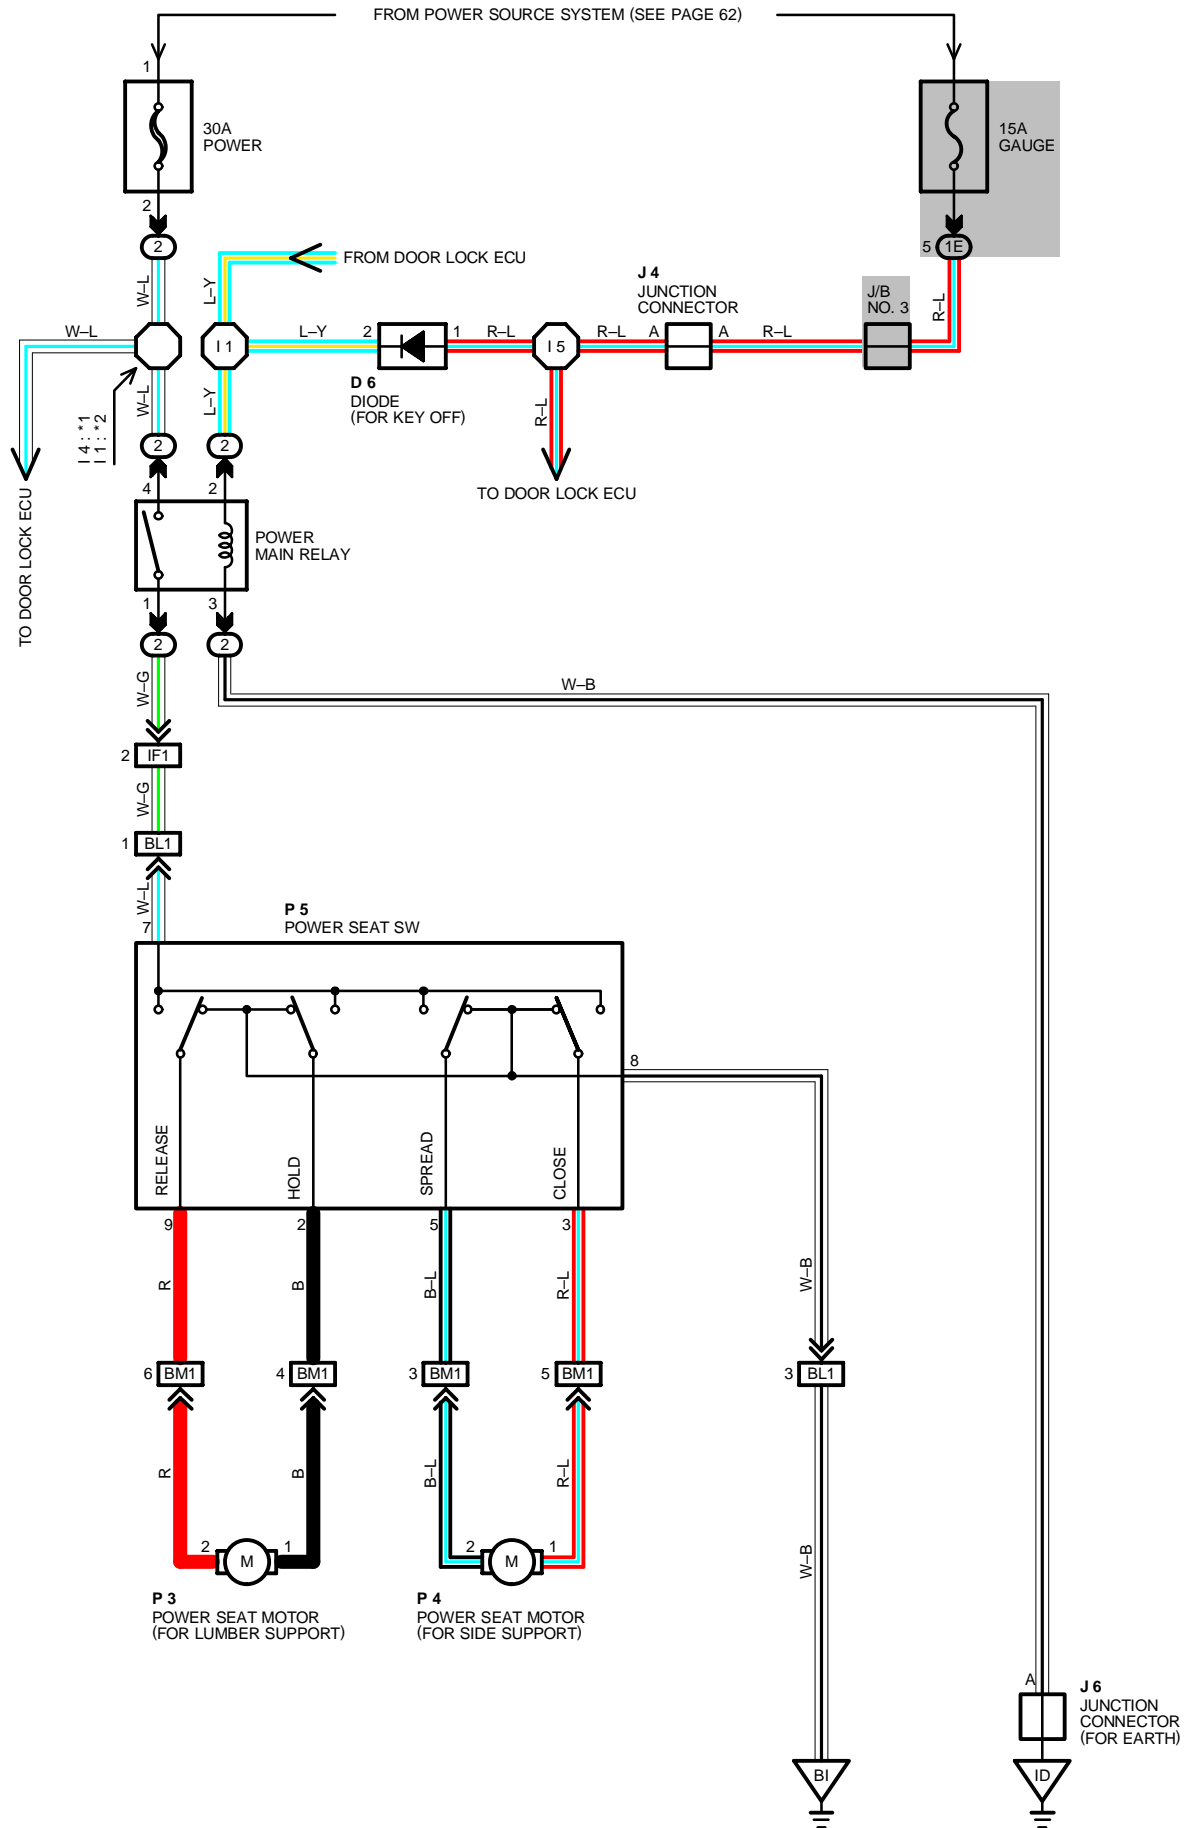 FROM POWER SOURCE SYSTEM (SEE PAGE 62)
1
30A
POWER
15A
GAUGE
2
2
5
1E
FROM DOOR LOCK ECU
W–L
L–Y
J 4
JUNCTION
CONNECTOR
J/B
NO. 3
R–L
W–L
I 1
L–Y
2
1
R–L
I 5
R–L
A
A
R–L
D 6
DIODE
(FOR KEY OFF)
W–L
L–Y
R–L
I 4 : *1
I 1 : *2
2
2
4
2
TO DOOR LOCK ECU
TO DOOR LOCK ECU
POWER
MAIN RELAY
1
3
2
2
W–G
W–B
2
IF1
W–G
1
BL1
W–L
7
P 5
POWER SEAT SW
8
RELEASE
HOLD
SPREAD
CLOSE
9
2
5
3
R
B
B–L
R–L
W–B
6
BM1
4
BM1
3
BM1
5
BM1
3
BL1
R
B
B–L
R–L
W–B
2
M
1
2
M
1
P 3
POWER SEAT MOTOR
(FOR LUMBER SUPPORT)
P 4
POWER SEAT MOTOR
(FOR SIDE SUPPORT)
A
J 6
JUNCTION
CONNECTOR
(FOR EARTH)
BI
ID